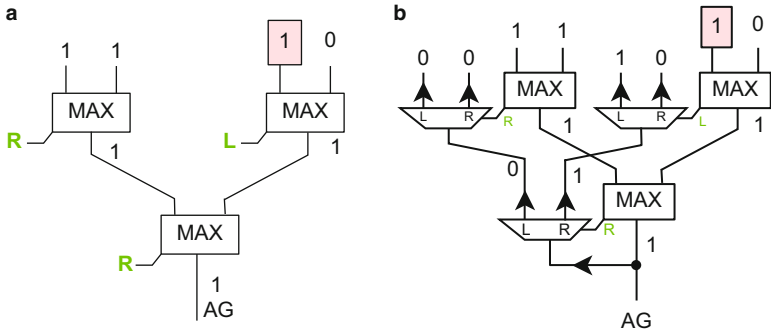 a
1 1 1 0
MAX MAX
R 1 L 1
MAX
R 1
AG
b
0 0 1 1 1 0 1 0
MAX MAX
L R R 1 L R L 1
0 1
MAX
L R R 1
AG